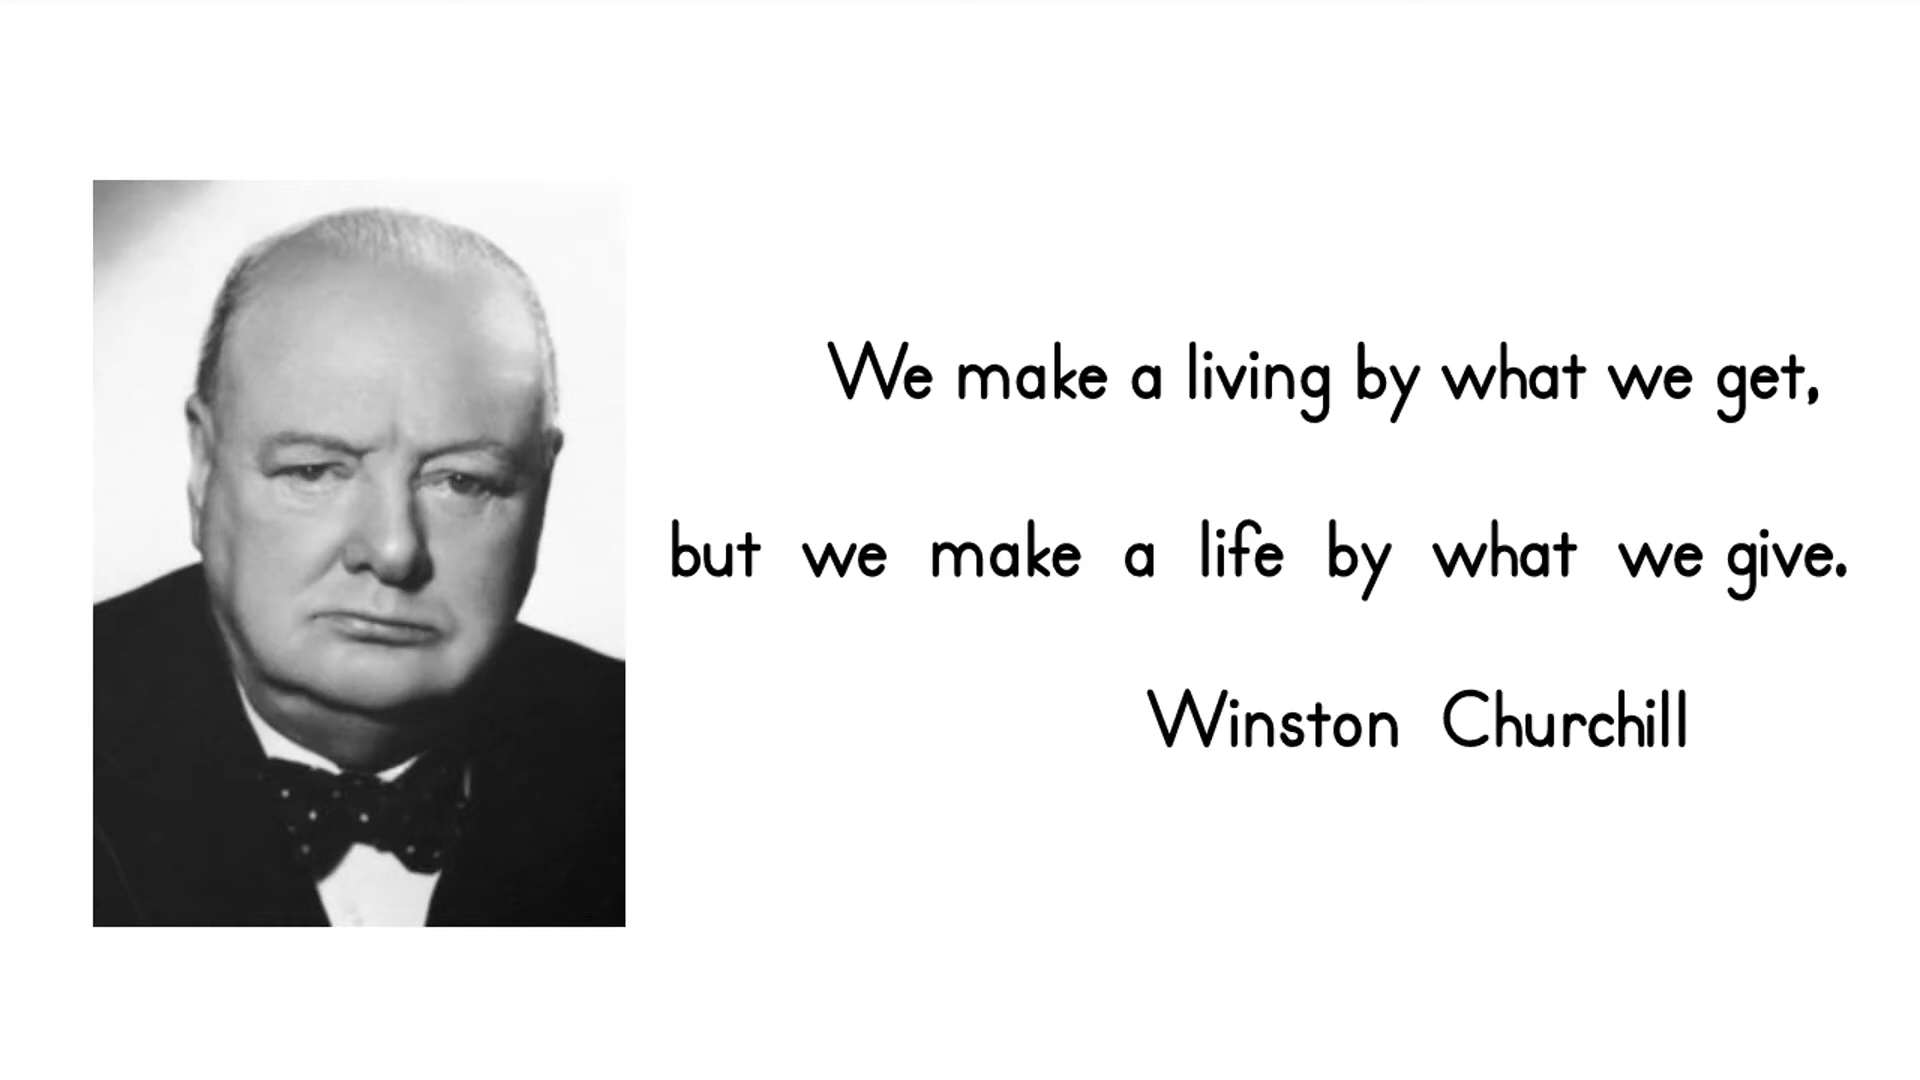 We make a living by what we get,
but we make a life by what we give.
Winston Churchill